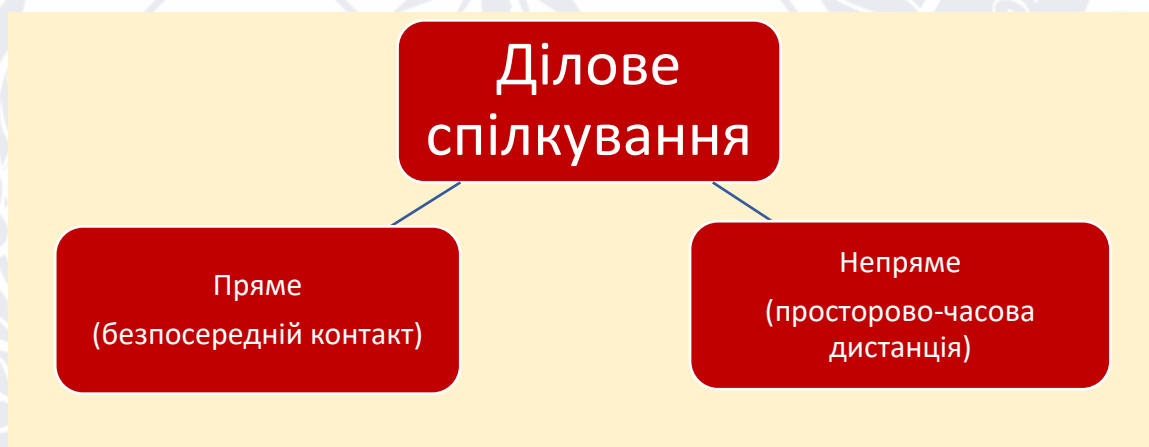 Ділове
спілкування
Пряме
(безпосередній контакт)
Непряме
(просторово-часова
дистанція)